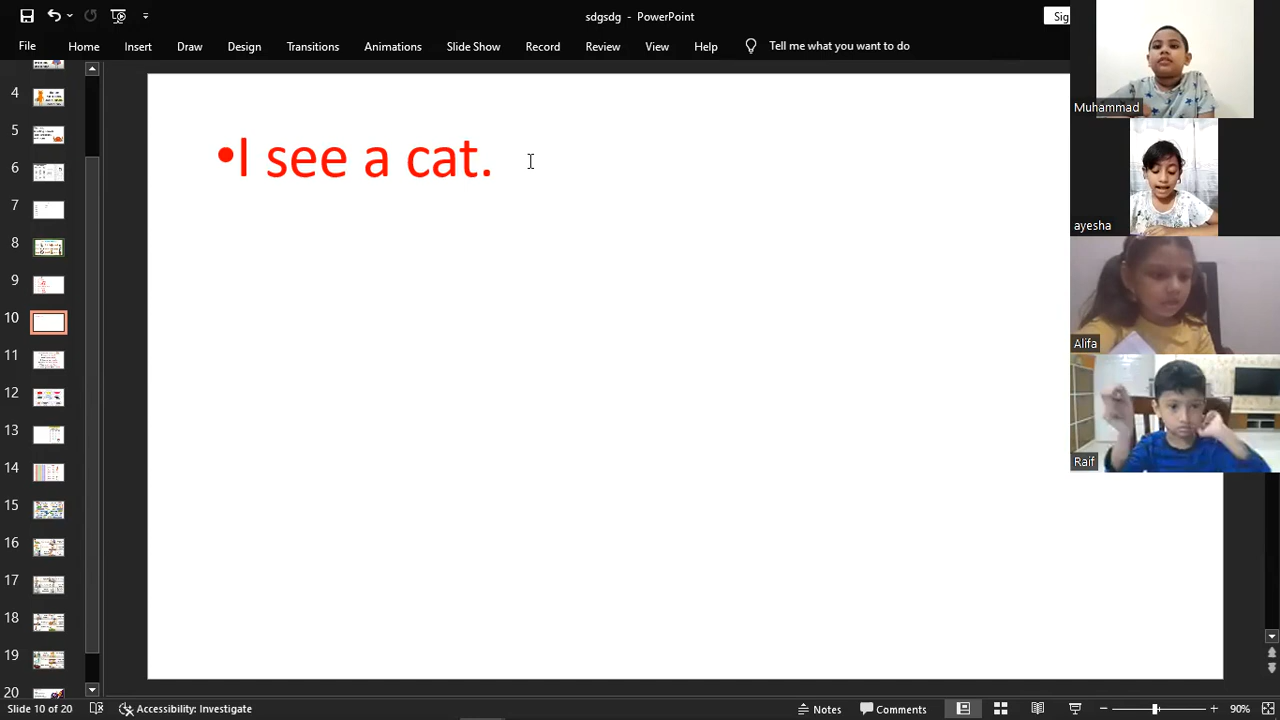 sdgsdg - PowerPoint
Sig
File Home Insert Draw Design Transitions Animations Slide Show Record Review View Help Tell me what you want to do
•I see a cat.
4
5
6
7
8
9
10
11
12
13
14
15
16
17
18
19
20
Muhammad
ayesha
Alifa
Raif
Slide 10 of 20 Accessibility: Investigate Notes Comments 90%